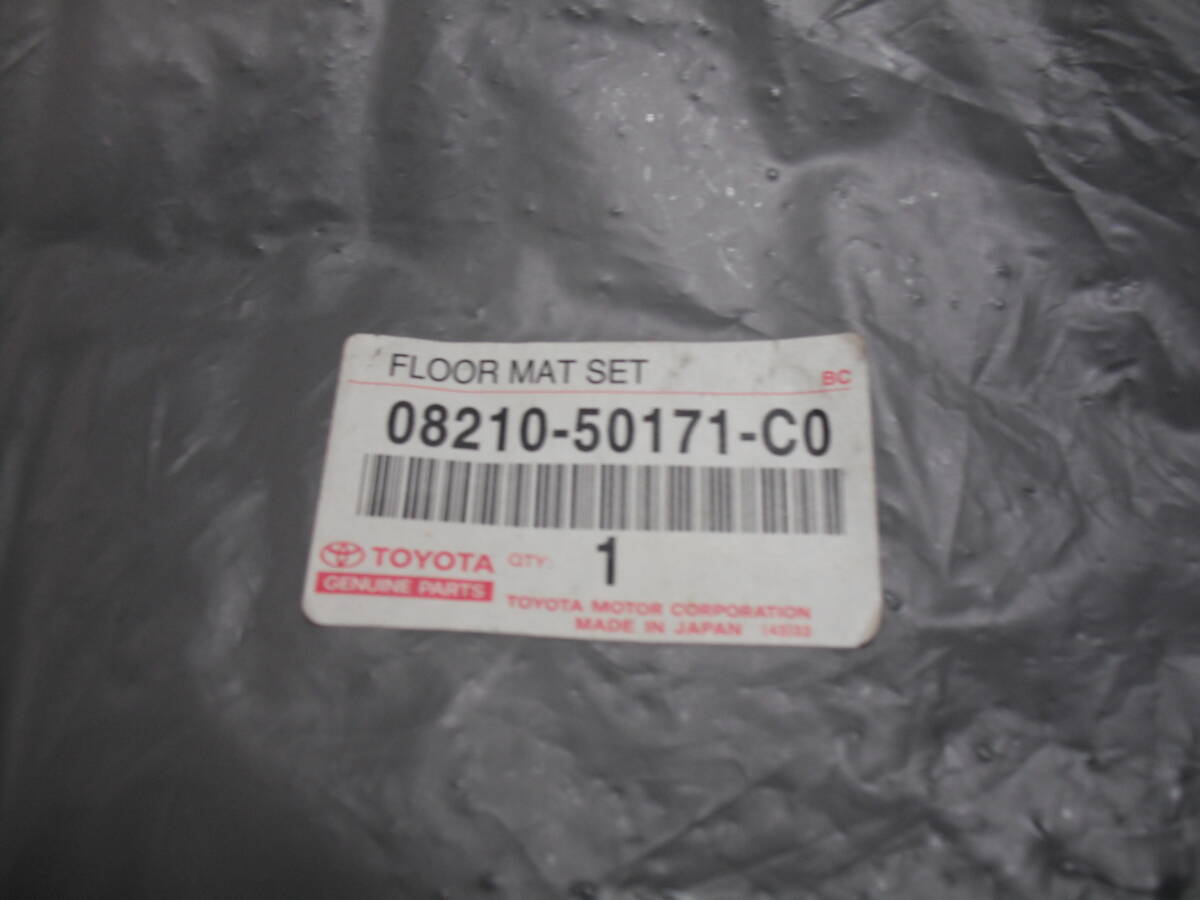 FLOOR MAT SET
BC
08210-50171-C0
TOYOTA QTY: 1
GENUINE PARTS
TOYOTA MOTOR CORPORATION
MADE IN JAPAN